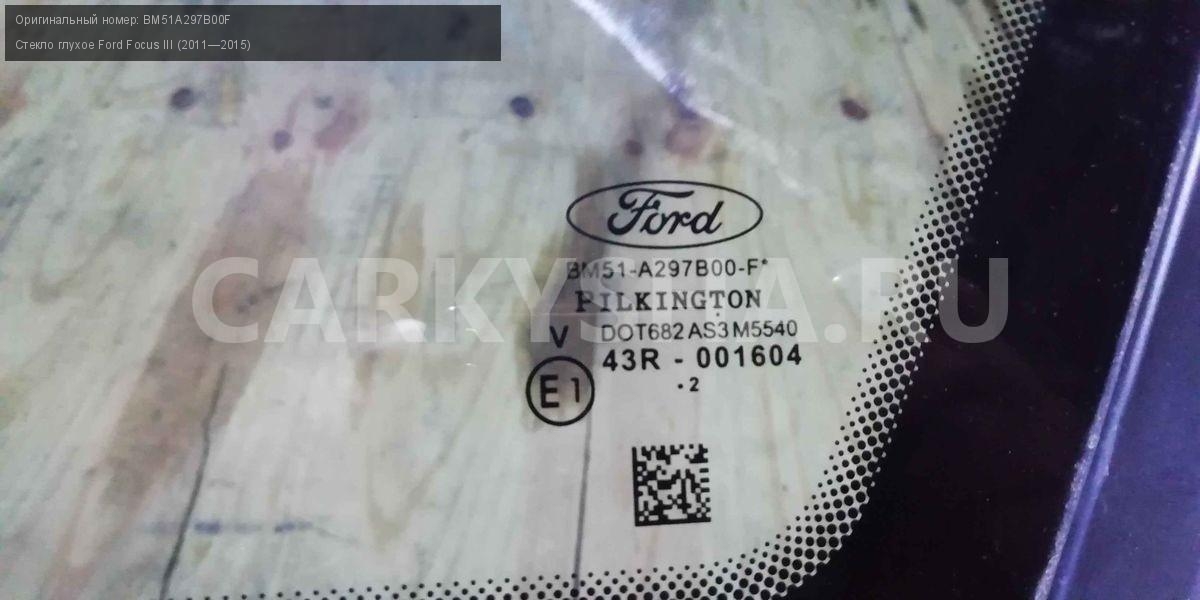 Оригинальный номер: BM51A297B00F
Стекло глухое Ford Focus III (2011—2015)
Ford
BM51-A297B00-F*
PILKINGTON
V DOT682 AS3 M5540
43R - 001604
E1 .2
CARKYSHA.RU